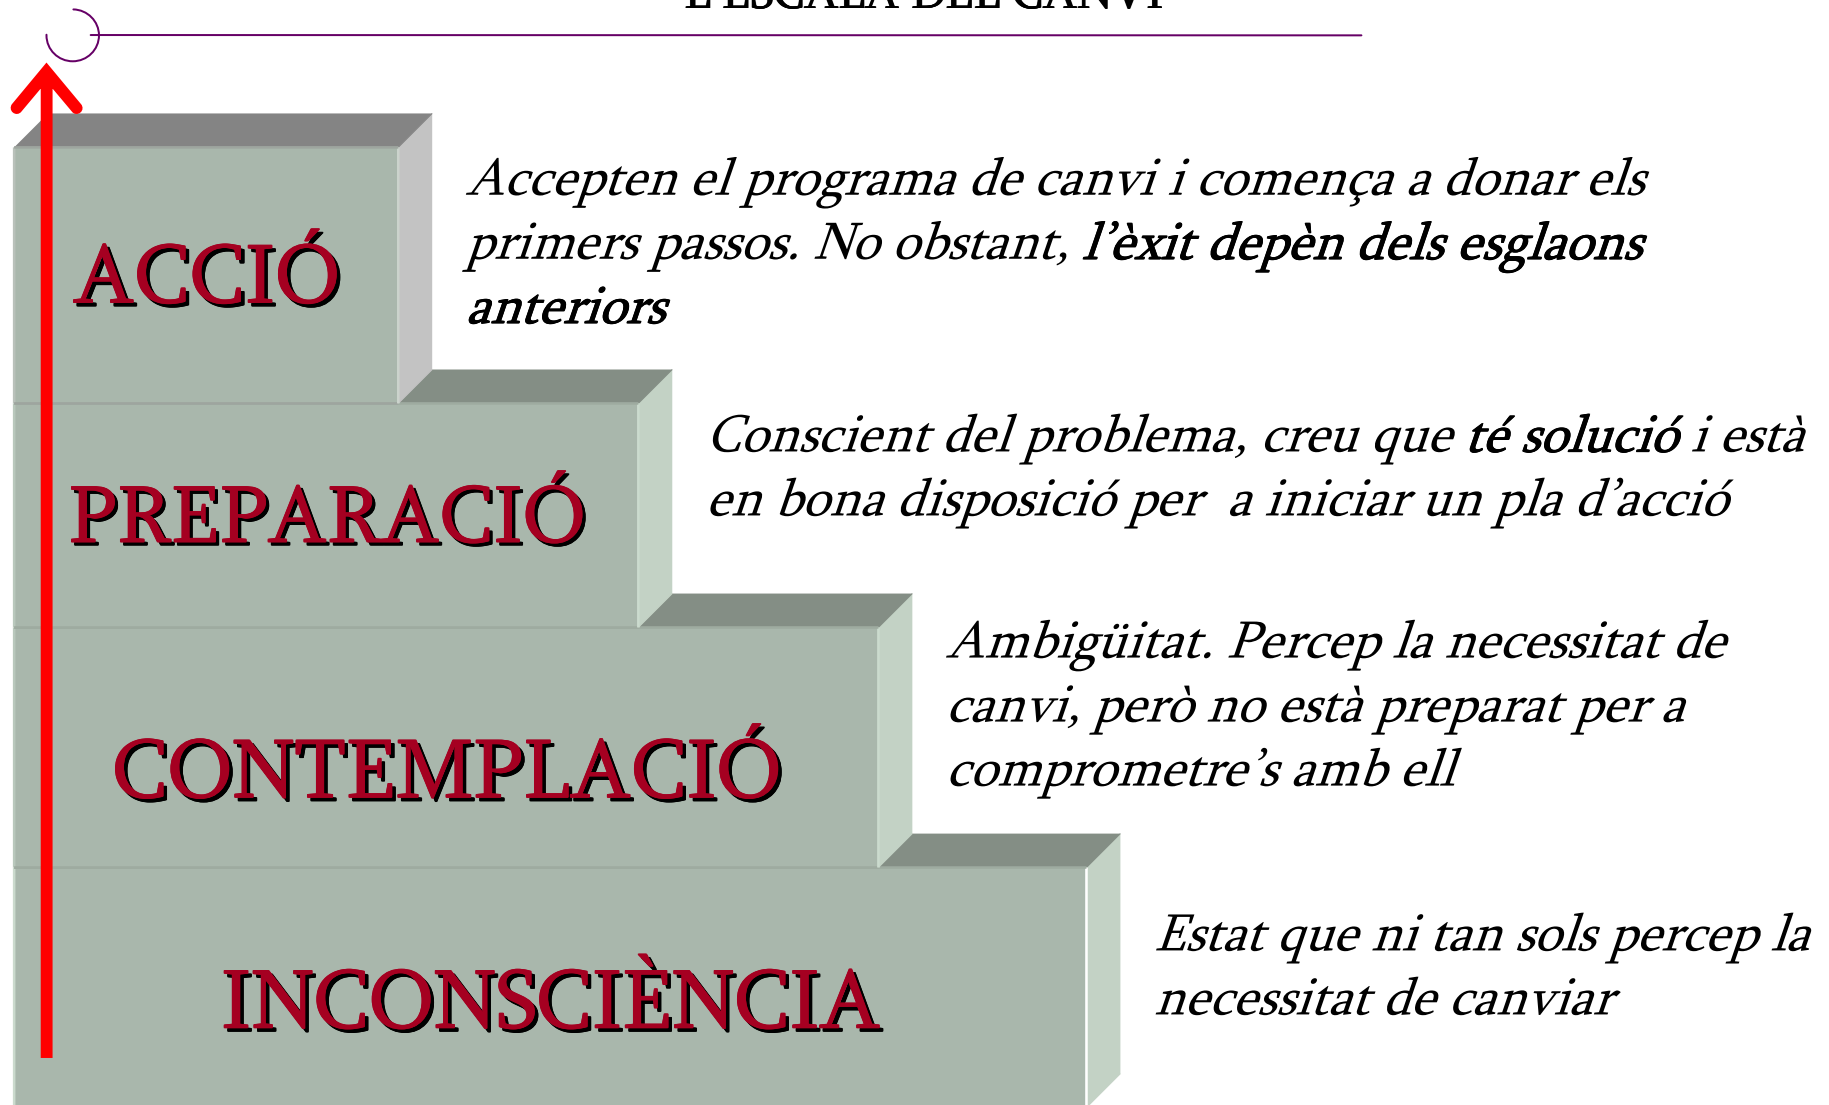 L'ESCALA DEL CANVI
Accepten el programa de canvi i comença a donar els
primers passos. No obstant, l’èxit depèn dels esglaons
anteriors
ACCIÓ
Conscient del problema, creu que té solució i està
en bona disposició per a iniciar un pla d’acció
PREPARACIÓ
Ambigüitat. Percep la necessitat de
canvi, però no està preparat per a
comprometre’s amb ell
CONTEMPLACIÓ
Estat que ni tan sols percep la
necessitat de canviar
INCONSCIÈNCIA